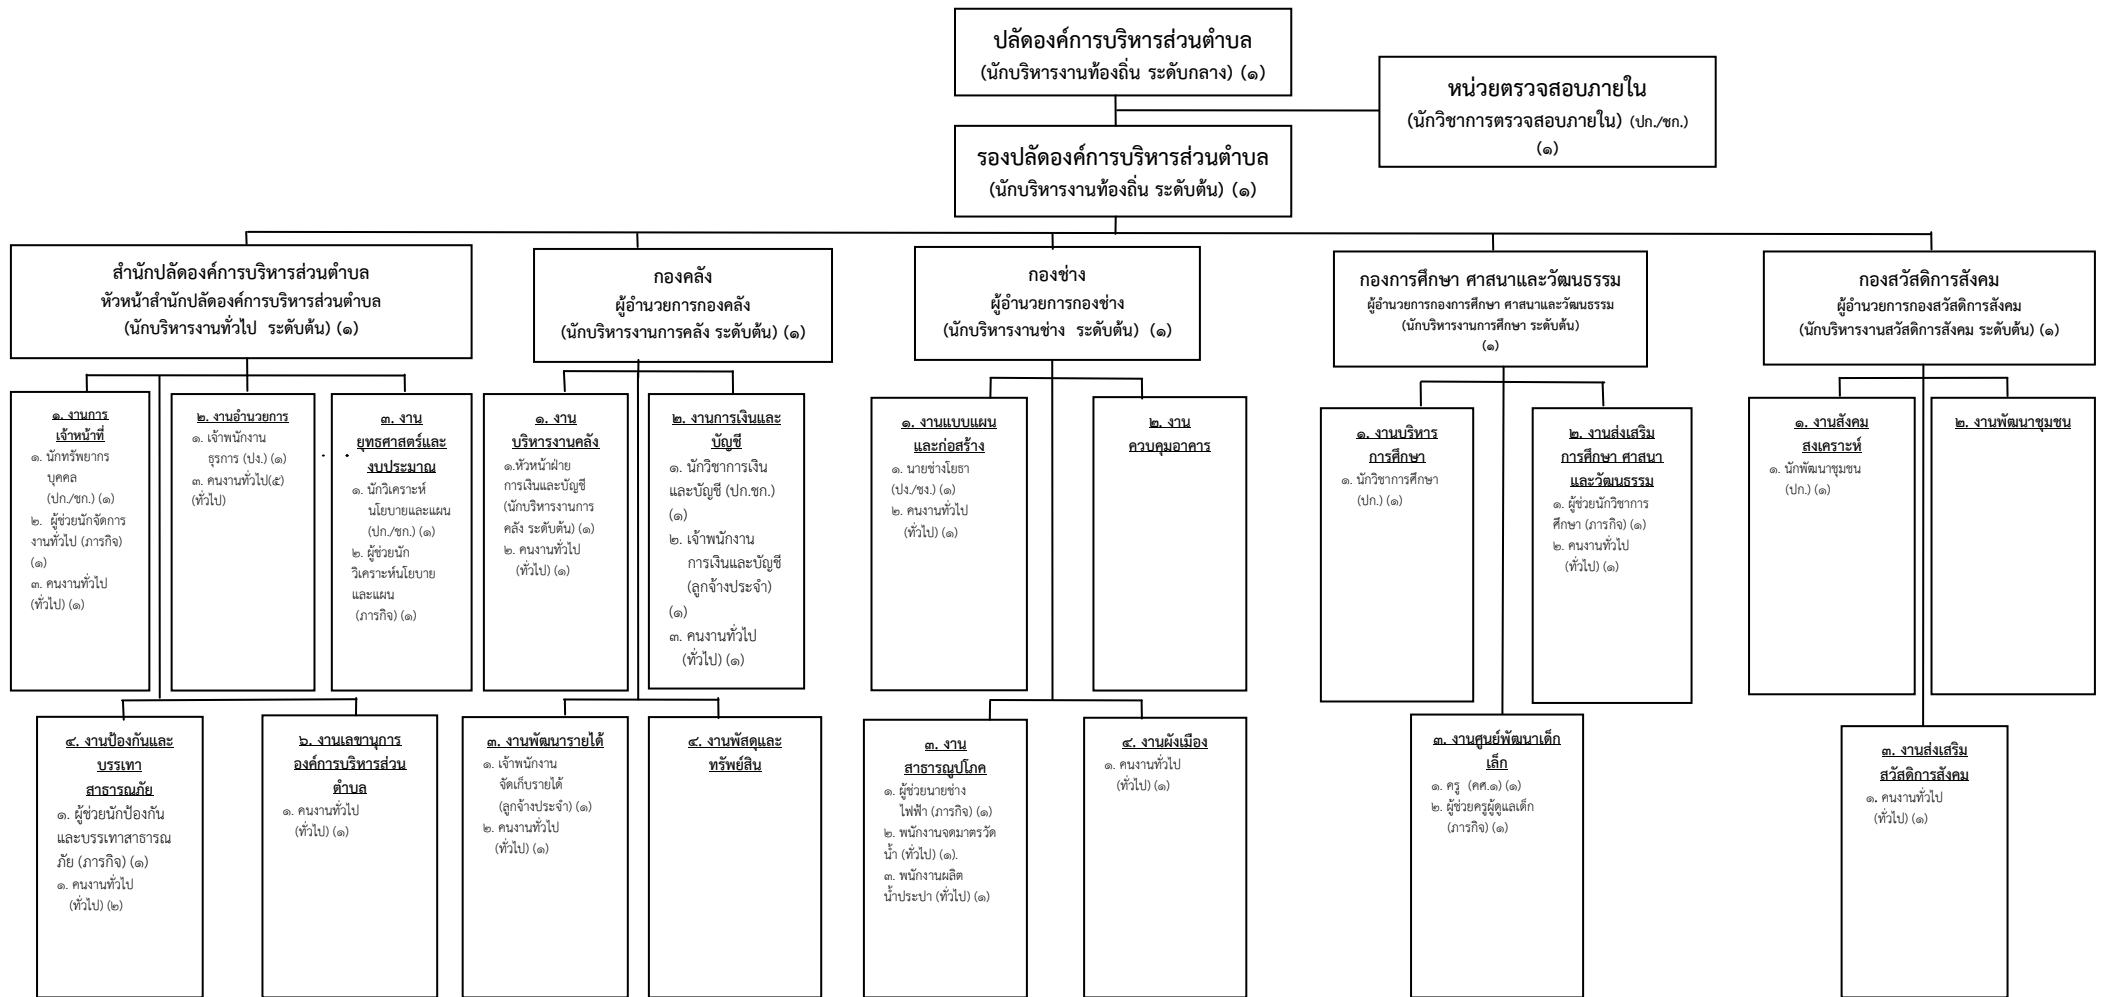 ปลัดองค์การบริหารส่วนตำบล
(นักบริหารงานท้องถิ่น ระดับกลาง) (๑)
หน่วยตรวจสอบภายใน
(นักวิชาการตรวจสอบภายใน) (ปก./ชก.)
(๑)
รองปลัดองค์การบริหารส่วนตำบล
(นักบริหารงานท้องถิ่น ระดับต้น) (๑)
สำนักปลัดองค์การบริหารส่วนตำบล
หัวหน้าสำนักปลัดองค์การบริหารส่วนตำบล
(นักบริหารงานทั่วไป ระดับต้น) (๑)
กองคลัง
ผู้อำนวยการกองคลัง
(นักบริหารงานการคลัง ระดับต้น) (๑)
กองช่าง
ผู้อำนวยการกองช่าง
(นักบริหารงานช่าง ระดับต้น) (๑)
กองการศึกษา ศาสนาและวัฒนธรรม
ผู้อำนวยการกองการศึกษา ศาสนาและวัฒนธรรม
(นักบริหารงานการศึกษา ระดับต้น)
(๑)
กองสวัสดิการสังคม
ผู้อำนวยการกองสวัสดิการสังคม
(นักบริหารงานสวัสดิการสังคม ระดับต้น) (๑)
๑. งานการ
เจ้าหน้าที่
๑. นักทรัพยากร
บุคคล
(ปก./ชก.) (๑)
๒. ผู้ช่วยนักจัดการ
งานทั่วไป (ภารกิจ)
(๑)
๓. คนงานทั่วไป
(ทั่วไป) (๑)
๒. งานอำนวยการ
๑. เจ้าพนักงาน
ธุรการ (ปง.) (๑)
๓. คนงานทั่วไป(๕)
(ทั่วไป)
๓. งาน
ยุทธศาสตร์และ
งบประมาณ
๑. นักวิเคราะห์
นโยบายและแผน
(ปก./ชก.) (๑)
๒. ผู้ช่วยนัก
วิเคราะห์นโยบาย
และแผน
(ภารกิจ) (๑)
๑. งาน
บริหารงานคลัง
๑.หัวหน้าฝ่าย
การเงินและบัญชี
(นักบริหารงานการ
คลัง ระดับต้น) (๑)
๒. คนงานทั่วไป
(ทั่วไป) (๑)
๒. งานการเงินและ
บัญชี
๑. นักวิชาการเงิน
และบัญชี (ปก.ชก.)
(๑)
๒. เจ้าพนักงาน
การเงินและบัญชี
(ลูกจ้างประจำ)
(๑)
๓. คนงานทั่วไป
(ทั่วไป) (๑)
๑. งานแบบแผน
และก่อสร้าง
๑. นายช่างโยธา
(ปง./ชง.) (๑)
๒. คนงานทั่วไป
(ทั่วไป) (๑)
๒. งาน
ควบคุมอาคาร
๑. งานบริหาร
การศึกษา
๑. นักวิชาการศึกษา
(ปก.) (๑)
๒. งานส่งเสริม
การศึกษา ศาสนา
และวัฒนธรรม
๑. ผู้ช่วยนักวิชาการ
ศึกษา (ภารกิจ) (๑)
๒. คนงานทั่วไป
(ทั่วไป) (๑)
๑. งานสังคม
สงเคราะห์
๑. นักพัฒนาชุมชน
(ปก.) (๑)
๒. งานพัฒนาชุมชน
๔. งานป้องกันและ
บรรเทา
สาธารณภัย
๑. ผู้ช่วยนักป้องกัน
และบรรเทาสาธารณ
ภัย (ภารกิจ) (๑)
๑. คนงานทั่วไป
(ทั่วไป) (๒)
๖. งานเลขานุการ
องค์การบริหารส่วน
ตำบล
๑. คนงานทั่วไป
(ทั่วไป) (๑)
๓. งานพัฒนารายได้
๑. เจ้าพนักงาน
จัดเก็บรายได้
(ลูกจ้างประจำ) (๑)
๒. คนงานทั่วไป
(ทั่วไป) (๑)
๔. งานพัสดุและ
ทรัพย์สิน
๓. งาน
สาธารณูปโภค
๑. ผู้ช่วยนายช่าง
ไฟฟ้า (ภารกิจ) (๑)
๒. พนักงานจดมาตรวัด
น้ำ (ทั่วไป) (๑).
๓. พนักงานผลิต
น้ำประปา (ทั่วไป) (๑)
๔. งานผังเมือง
๑. คนงานทั่วไป
(ทั่วไป) (๑)
๓. งานศูนย์พัฒนาเด็ก
เล็ก
๑. ครู (คศ.๑) (๑)
๒. ผู้ช่วยครูผู้ดูแลเด็ก
(ภารกิจ) (๑)
๓. งานส่งเสริม
สวัสดิการสังคม
๑. คนงานทั่วไป
(ทั่วไป) (๑)